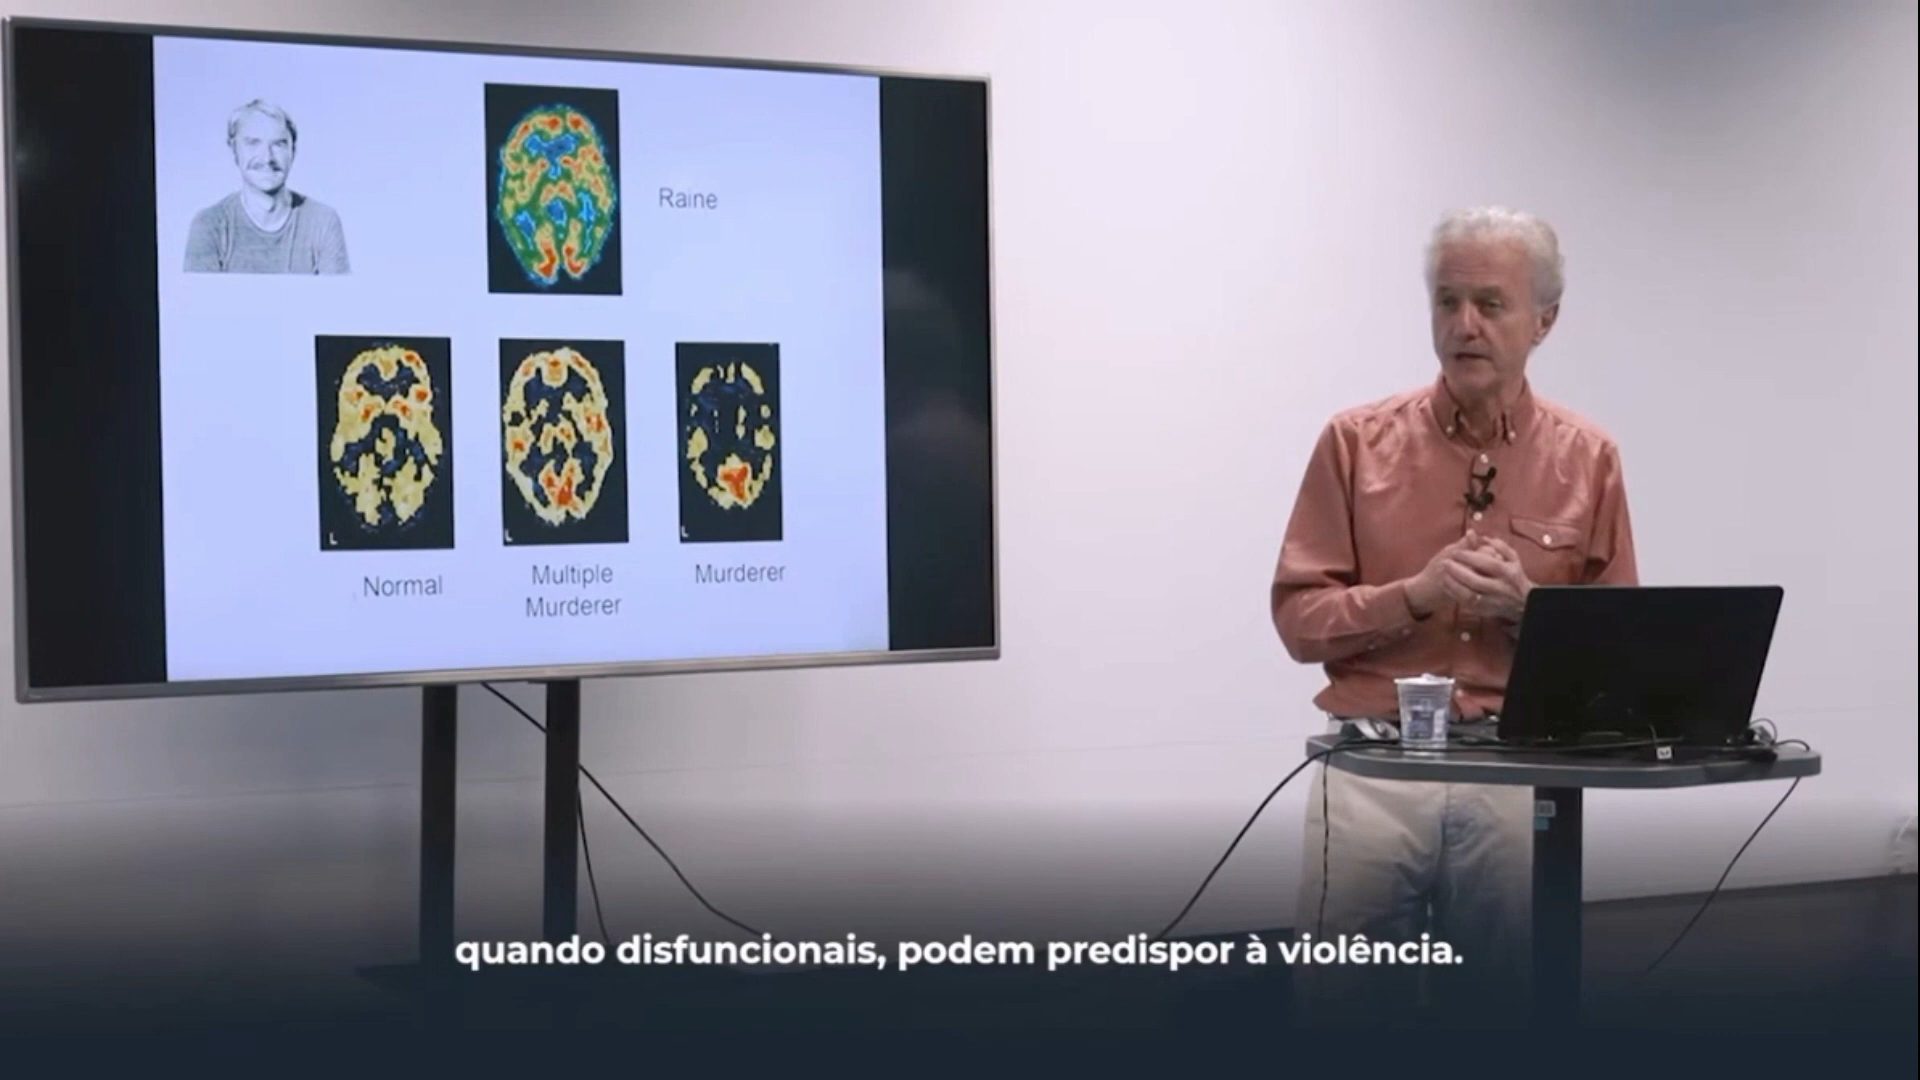 Raine
Normal
Multiple
Murderer
Murderer
L
L
L
quando disfuncionais, podem predispor à violência.